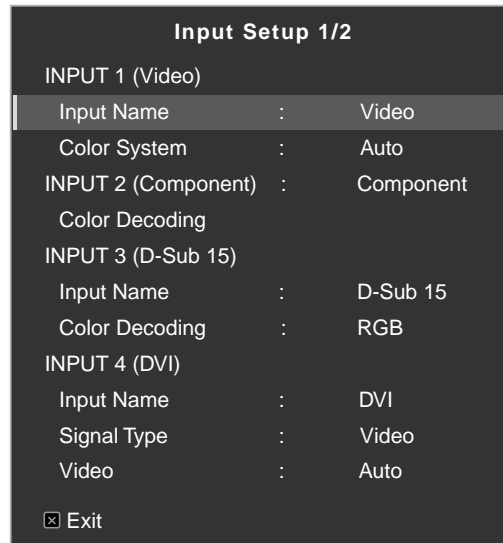 Input Setup 1/2
INPUT 1 (Video)
Input Name : Video
Color System : Auto
INPUT 2 (Component) : Component
Color Decoding
INPUT 3 (D-Sub 15)
Input Name : D-Sub 15
Color Decoding : RGB
INPUT 4 (DVI)
Input Name : DVI
Signal Type : Video
Video : Auto
Exit